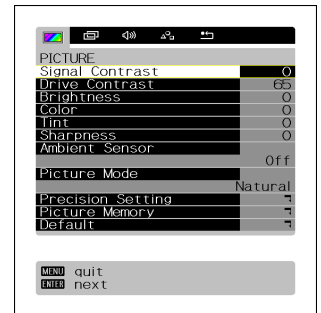 PICTURE
Signal Contrast 0
Drive Contrast 65
Brightness 0
Color 0
Tint 0
Sharpness 0
Ambient Sensor
Off
Picture Mode
Natural
Precision Setting
Picture Memory
Default
MENU quit
ENTER next